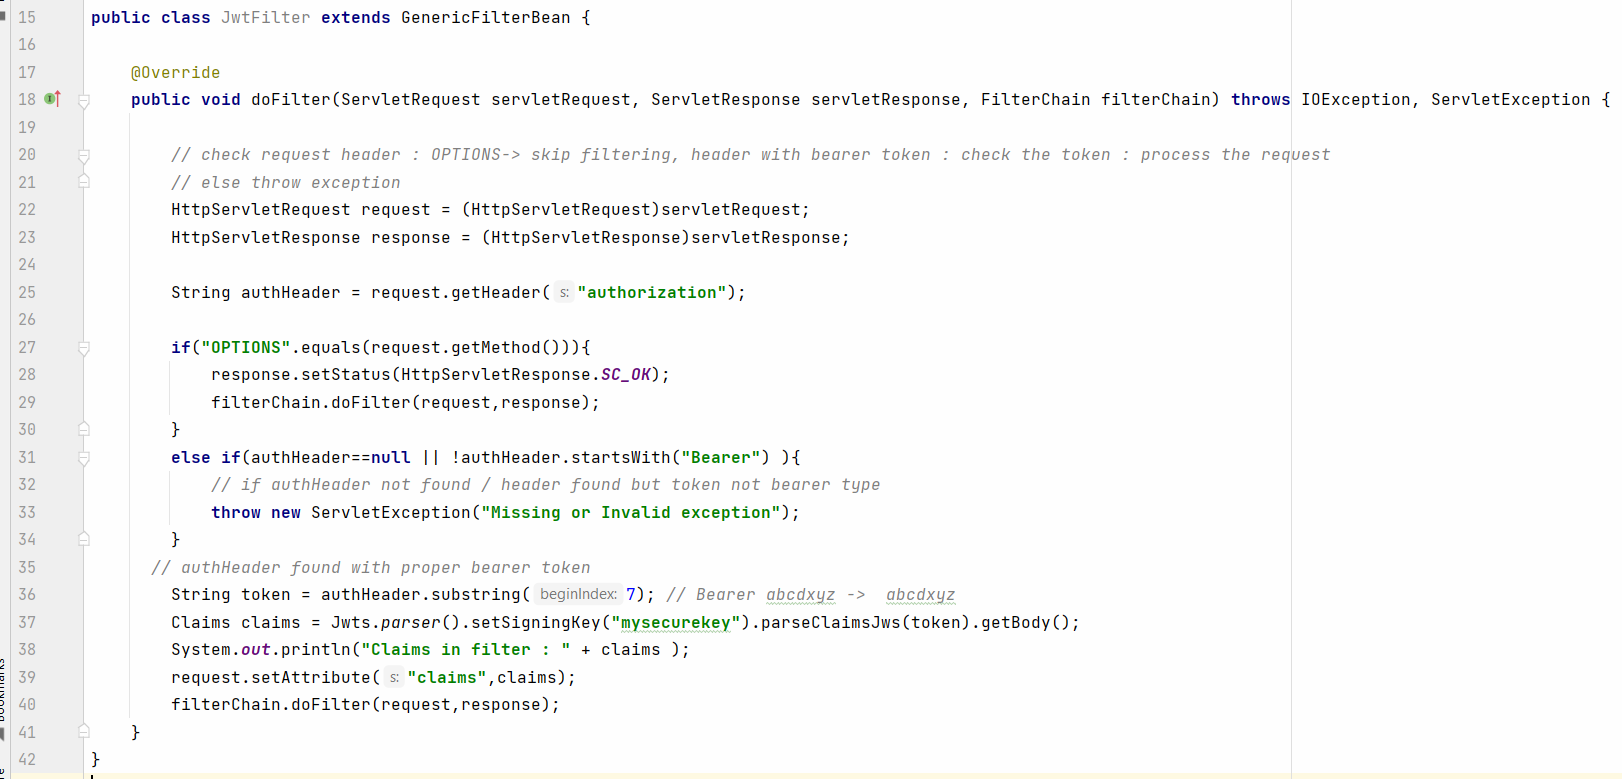 15 public class JwtFilter extends GenericFilterBean {
16
17     @Override
18     public void doFilter(ServletRequest servletRequest, ServletResponse servletResponse, FilterChain filterChain) throws IOException, ServletException {
19
20         // check request header : OPTIONS-> skip filtering, header with bearer token : check the token : process the request
21         // else throw exception
22         HttpServletRequest request = (HttpServletRequest)servletRequest;
23         HttpServletResponse response = (HttpServletResponse)servletResponse;
24
25         String authHeader = request.getHeader( s: "authorization");
26
27         if("OPTIONS".equals(request.getMethod())){
28             response.setStatus(HttpServletResponse.SC_OK);
29             filterChain.doFilter(request,response);
30         }
31         else if(authHeader==null || !authHeader.startsWith("Bearer") ){
32             // if authHeader not found / header found but token not bearer type
33             throw new ServletException("Missing or Invalid exception");
34         }
35       // authHeader found with proper bearer token
36         String token = authHeader.substring( beginIndex: 7); // Bearer abcdxyz ->  abcdxyz
37         Claims claims = Jwts.parser().setSigningKey("mysecurekey").parseClaimsJws(token).getBody();
38         System.out.println("Claims in filter : " + claims );
39         request.setAttribute( s: "claims",claims);
40         filterChain.doFilter(request,response);
41     }
42 }
Bookmarks